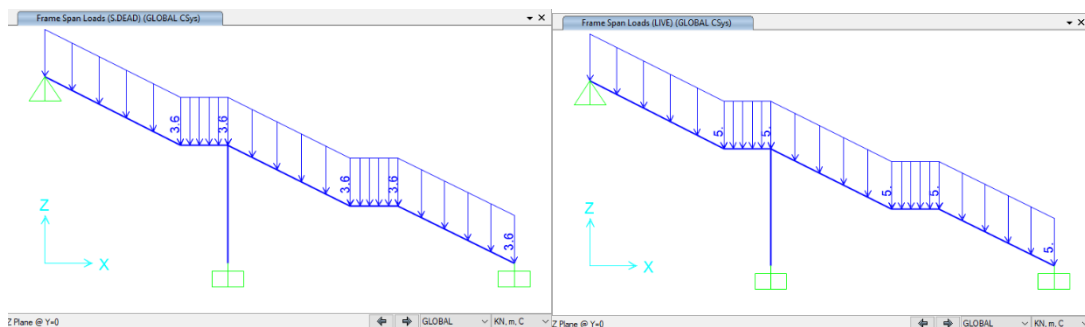 Frame Span Loads (S.DEAD) (GLOBAL CSys)
3.6 3.6
3.6 3.6
3.6
Z
X
Z Plane @ Y=0
GLOBAL
KN, m, C
Frame Span Loads (LIVE) (GLOBAL CSys)
5. 5.
5. 5.
5.
Z
X
Z Plane @ Y=0
GLOBAL
KN, m, C